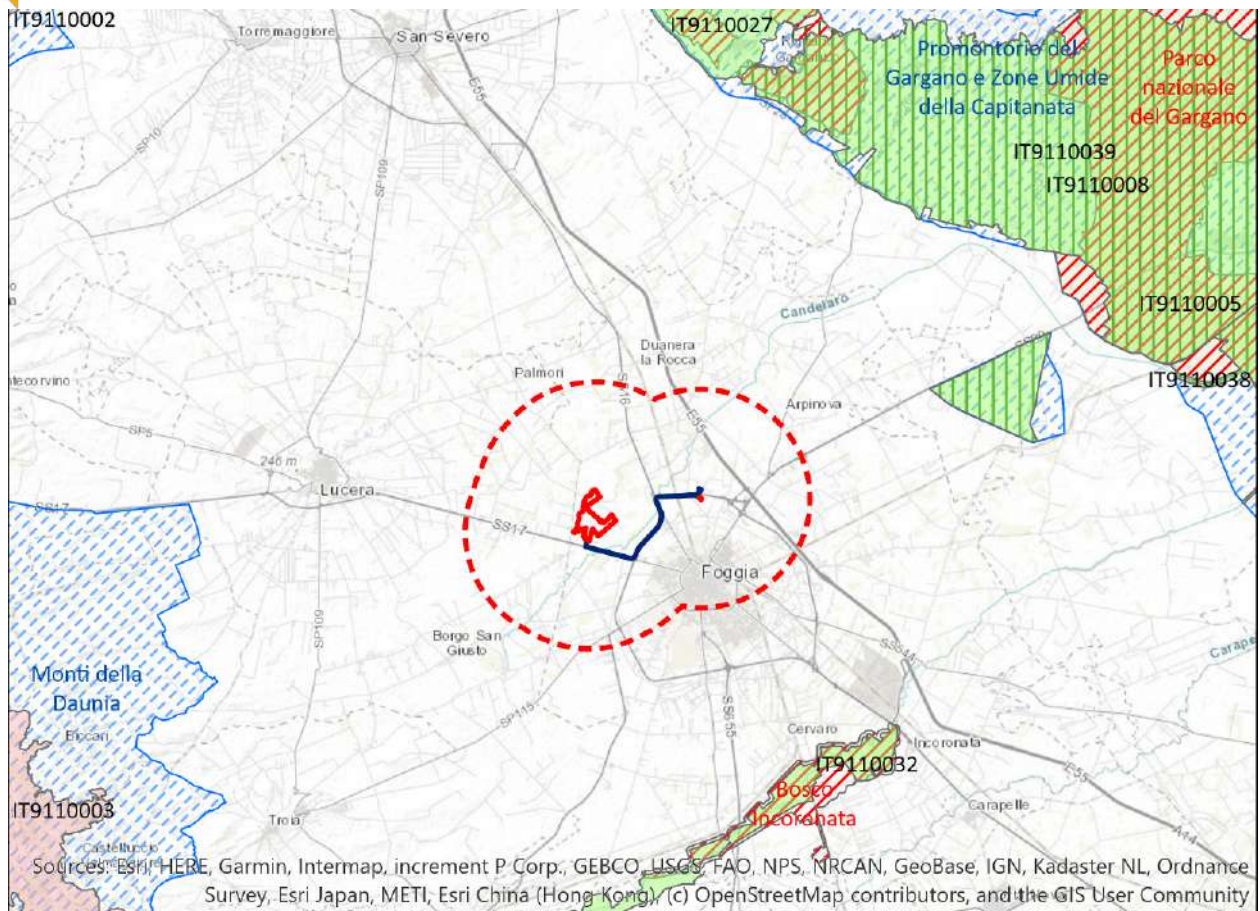 IT9110002
Torremaggiore
San Severo
IT9110027
Promontorio del
Gargano e Zone Umide
della Capitanata
Parco
nazionale
del Gargano
E55
SP10
SP109
IT9110039
IT9110008
IT9110005
IT9110038
Candelaro
Duanera
la Rocca
Palmori
SS16
E55
Arpinova
SP5
246 m
Lucera
SS17
SS17
Foggia
Borgo San
Giusto
SP109
SP115
SS655
SS544
Monti della
Daunia
Biccari
IT9110003
Troia
Castelluccio
Cervaro
Incoronata
IT9110032
Bosco
Incoronata
E55
A14
Carapelle
Sources: Esri, HERE, Garmin, Intermap, increment P Corp., GEBCO, USGS, FAO, NPS, NRCAN, GeoBase, IGN, Kadaster NL, Ordnance
Survey, Esri Japan, METI, Esri China (Hong Kong), (c) OpenStreetMap contributors, and the GIS User Community